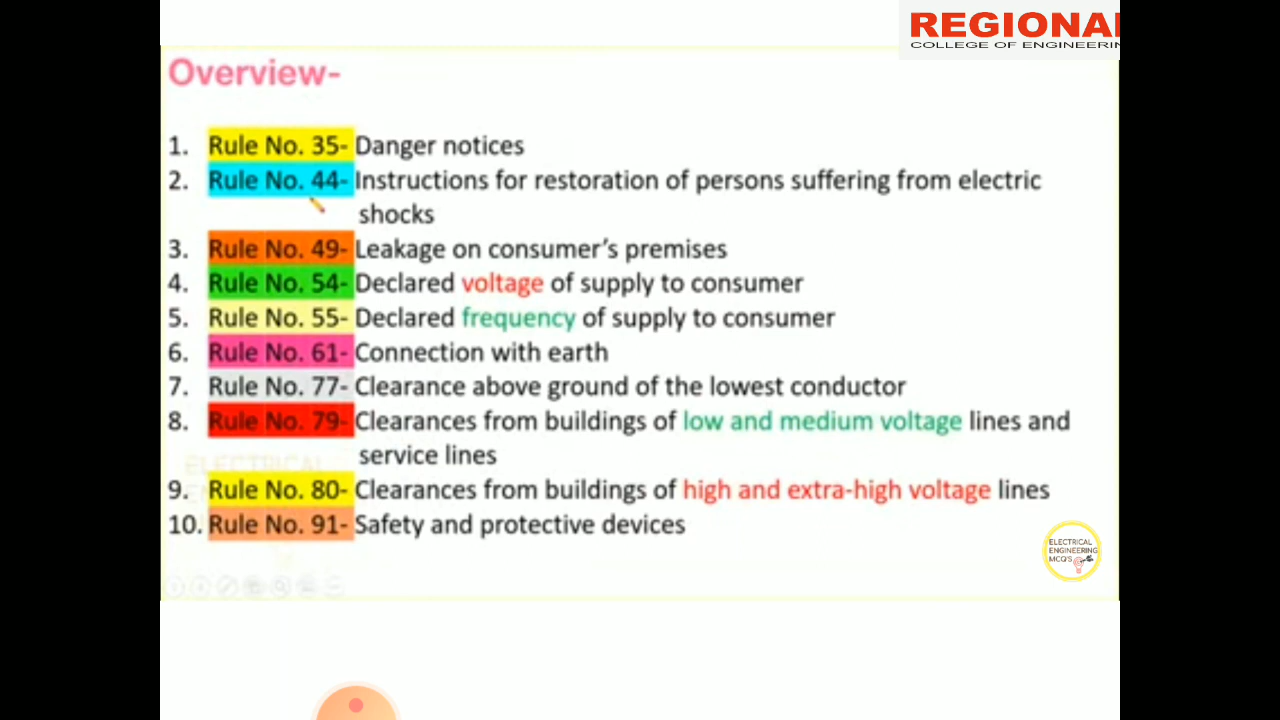 REGIONA
COLLEGE OF ENGINEERIN
Overview-
1. Rule No. 35- Danger notices
2. Rule No. 44- Instructions for restoration of persons suffering from electric
shocks
3. Rule No. 49- Leakage on consumer’s premises
4. Rule No. 54- Declared voltage of supply to consumer
5. Rule No. 55- Declared frequency of supply to consumer
6. Rule No. 61- Connection with earth
7. Rule No. 77- Clearance above ground of the lowest conductor
8. Rule No. 79- Clearances from buildings of low and medium voltage lines and
service lines
9. Rule No. 80- Clearances from buildings of high and extra-high voltage lines
10. Rule No. 91- Safety and protective devices
ELECTRICAL
ELECTRICAL
ENGINEERING
MCQ'S